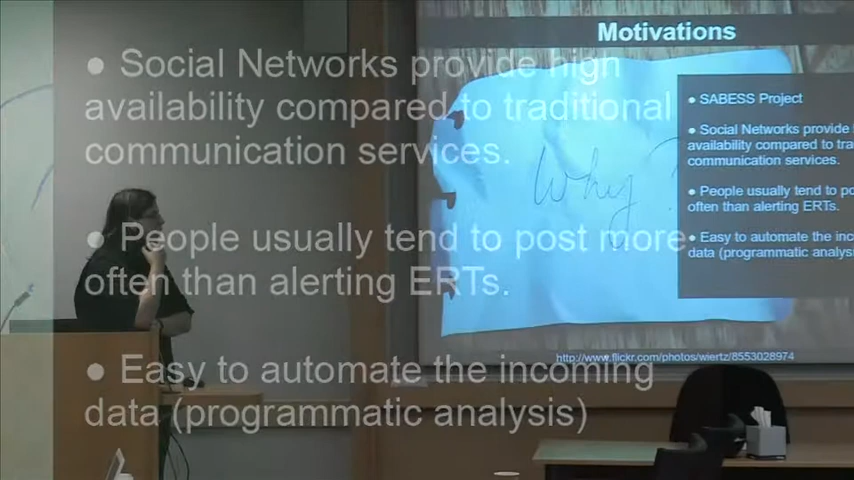 ● Social Networks provide high
availability compared to traditional
communication services.
● People usually tend to post more
often than alerting ERTs.
● Easy to automate the incoming
data (programmatic analysis)
Motivations
Why ?
● SABESS Project
● Social Networks provide
availability compared to tra
communication services.
● People usually tend to po
often than alerting ERTs.
● Easy to automate the inc
data (programmatic analysi
http://www.flickr.com/photos/wiertz/8553028974